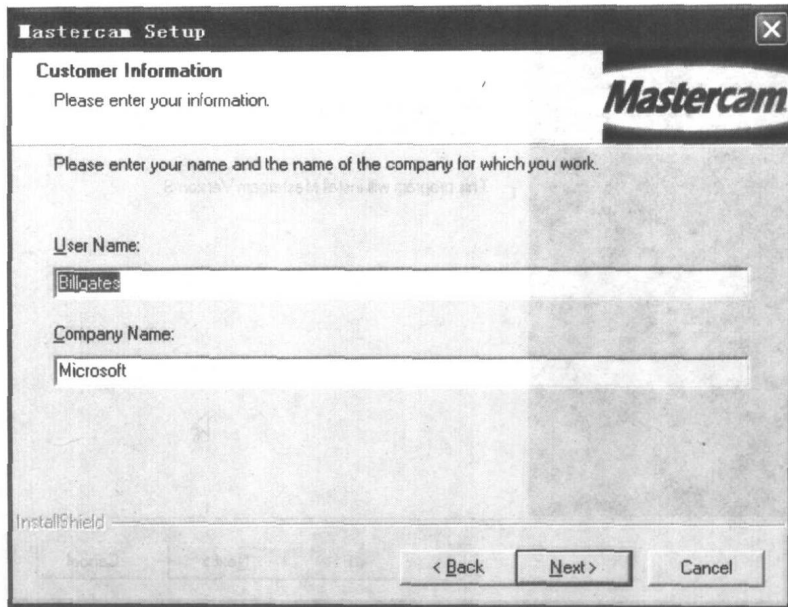 Mastercam Setup
Customer Information
Please enter your information.
Mastercam
Please enter your name and the name of the company for which you work.
User Name:
Billgates
Company Name:
Microsoft
InstallShield
< Back
Next >
Cancel